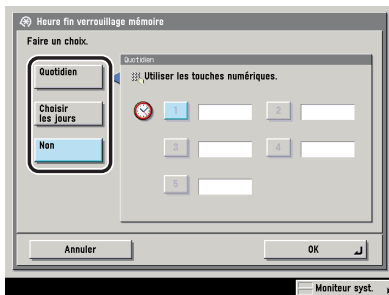 Heure fin verrouillage mémoire
Faire un choix.
Quotidien
Quotidien
Utiliser les touches numériques.
Choisir
les jours
Non
1
2
3
4
5
Annuler
OK
Moniteur syst.